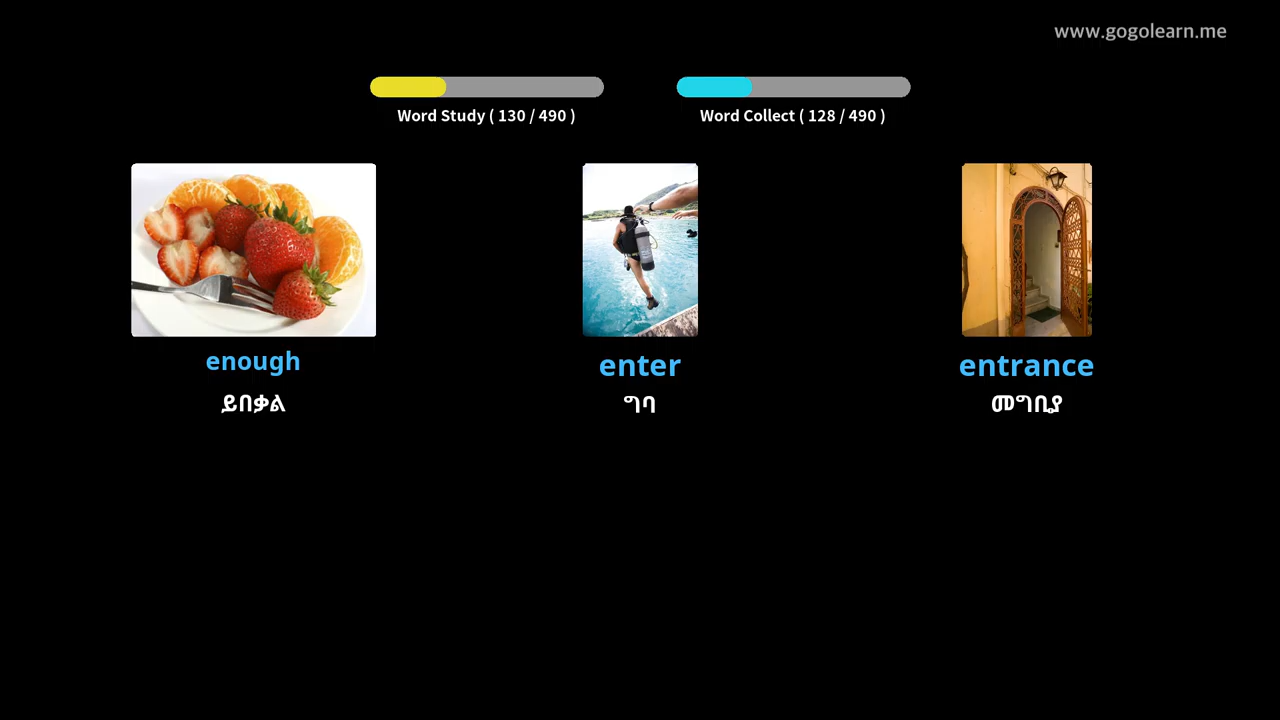 www.gogolearn.me
Word Study ( 130 / 490 )
Word Collect ( 128 / 490 )
enough
enter
entrance
ይበቃል
ግባ
መግቢያ